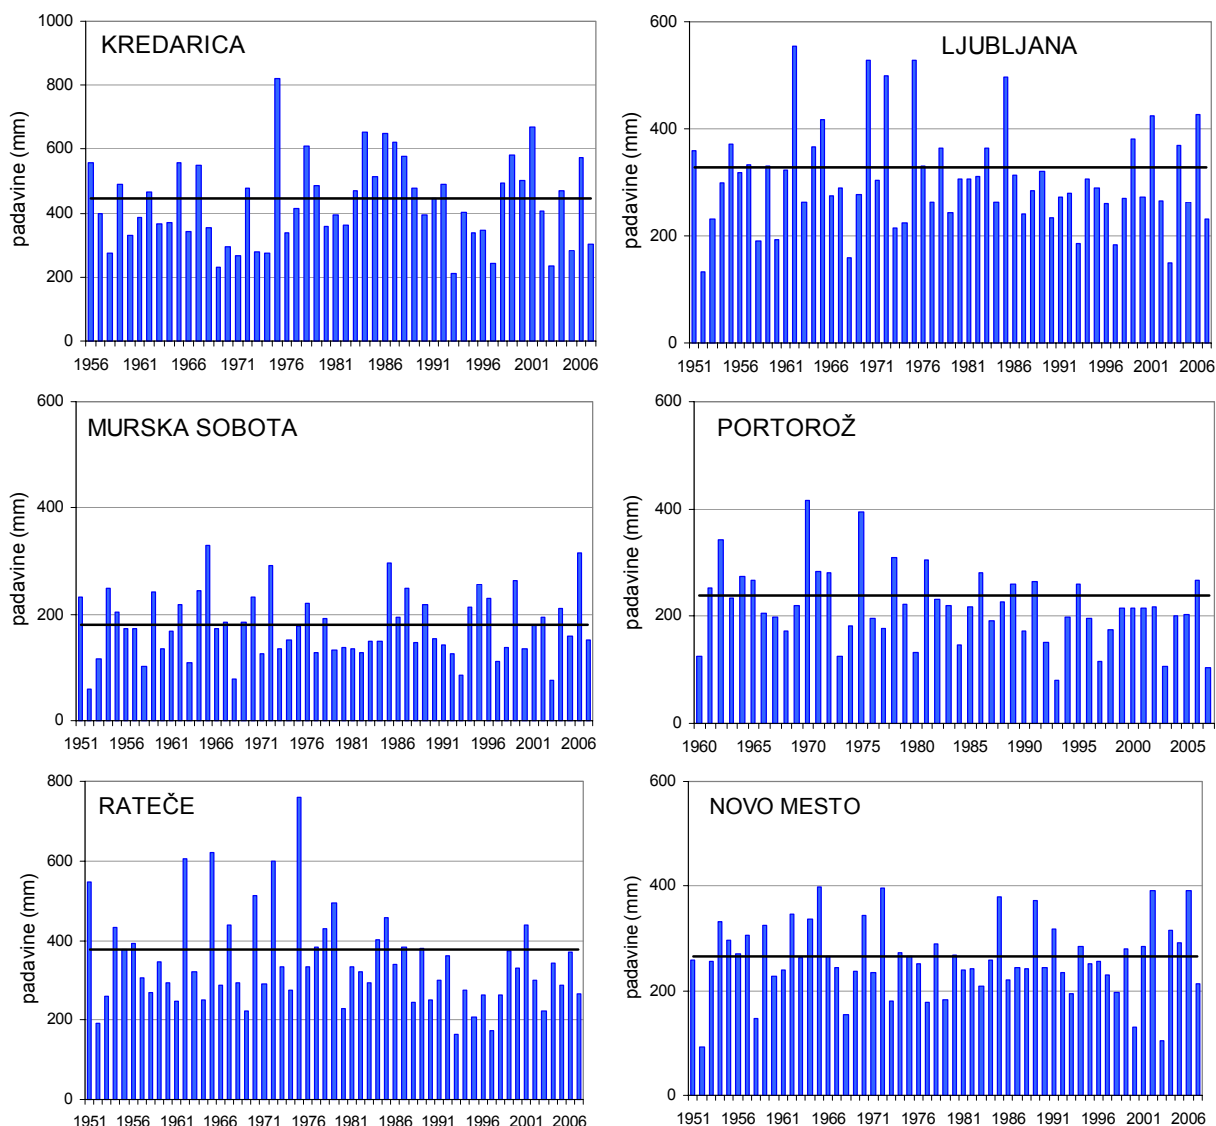 KREDARICA
padavine (mm)
1000
800
600
400
200
0
1956 1961 1966 1971 1976 1981 1986 1991 1996 2001 2006
LJUBLJANA
padavine (mm)
600
400
200
0
1951 1956 1961 1966 1971 1976 1981 1986 1991 1996 2001 2006
MURSKA SOBOTA
padavine (mm)
600
400
200
0
1951 1956 1961 1966 1971 1976 1981 1986 1991 1996 2001 2006
PORTOROŽ
padavine (mm)
600
400
200
0
1960 1965 1970 1975 1980 1985 1990 1995 2000 2005
RATEČE
padavine (mm)
800
600
400
200
0
1951 1956 1961 1966 1971 1976 1981 1986 1991 1996 2001 2006
NOVO MESTO
padavine (mm)
600
400
200
0
1951 1956 1961 1966 1971 1976 1981 1986 1991 1996 2001 2006